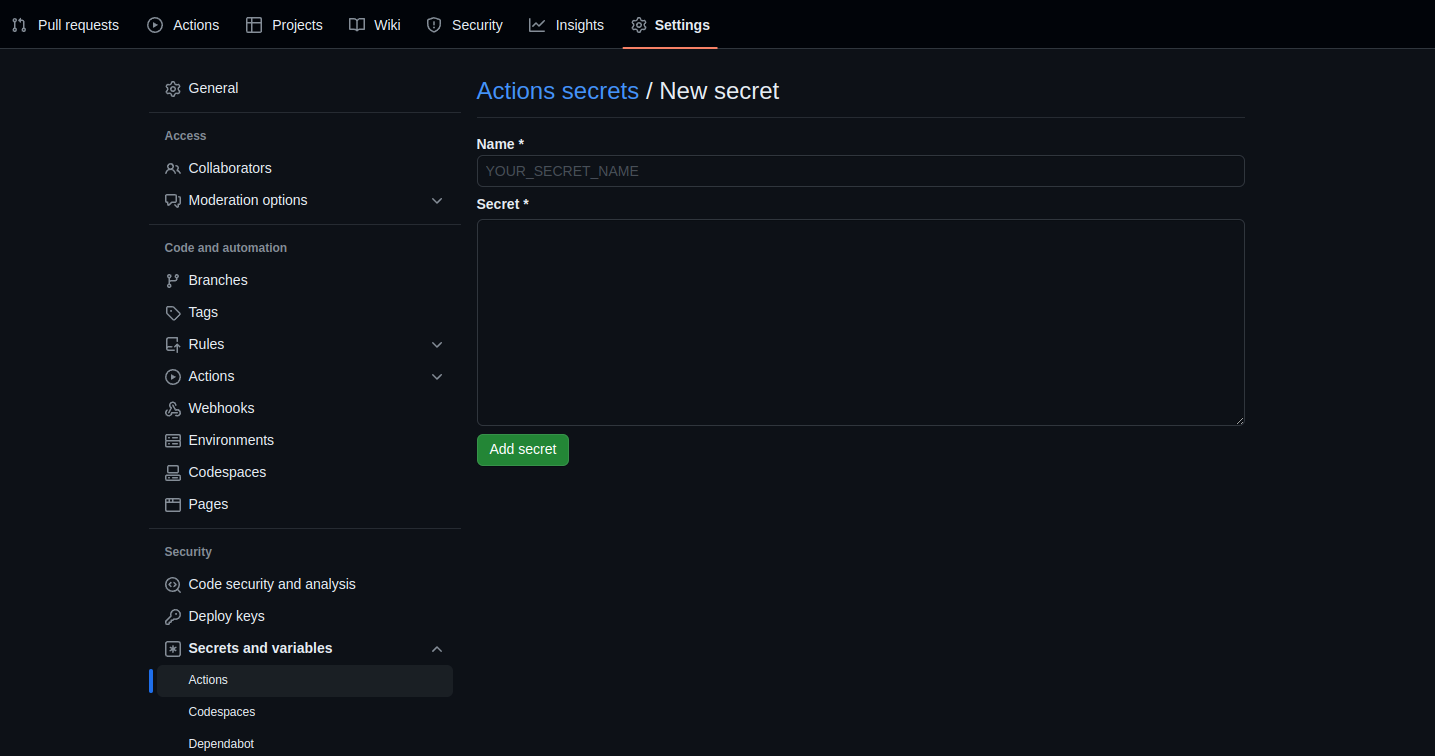 Pull requests Actions Projects Wiki Security Insights Settings
General
Access
Collaborators
Moderation options
Code and automation
Branches
Tags
Rules
Actions
Webhooks
Environments
Codespaces
Pages
Security
Code security and analysis
Deploy keys
Secrets and variables
Actions
Codespaces
Dependabot
Actions secrets / New secret
Name *
YOUR_SECRET_NAME
Secret *
Add secret